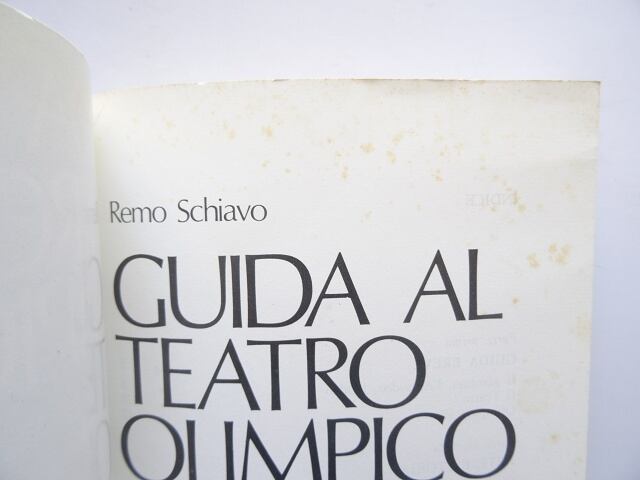 Remo Schiavo
GUIDA AL
TEATRO
OLIMPICO